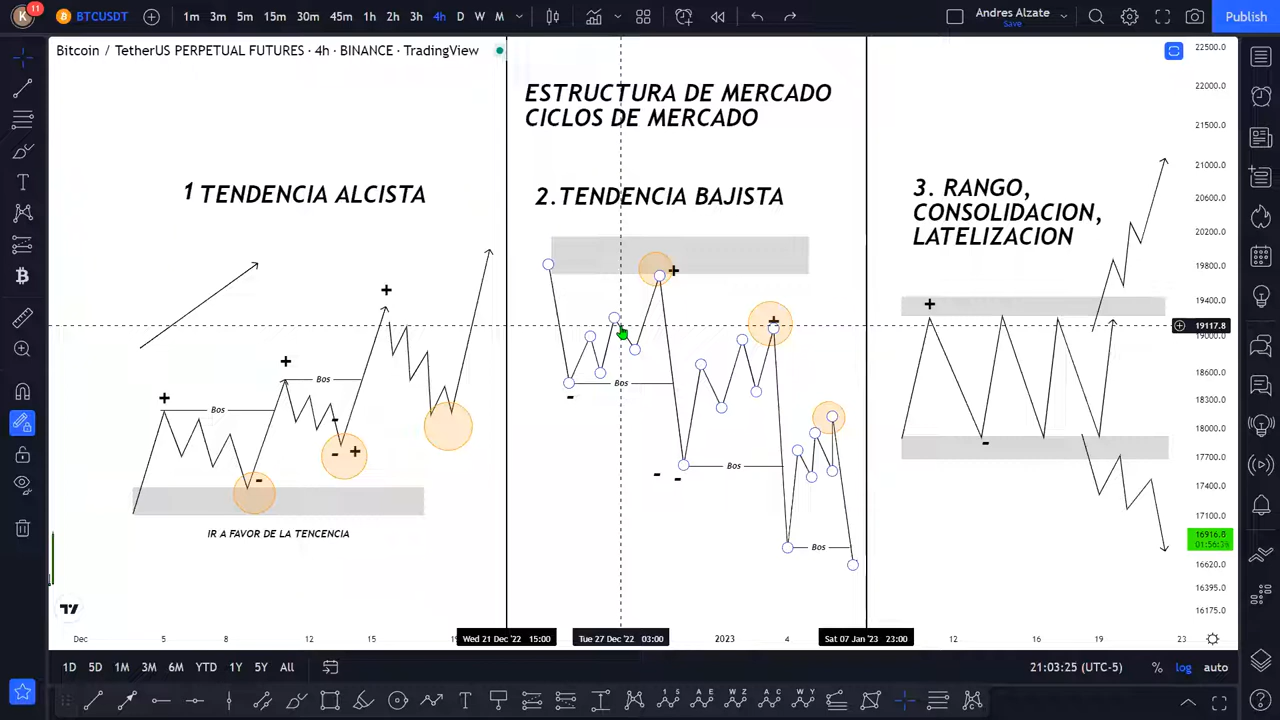 K
11
BTCUSDT
1m 3m 5m 15m 30m 45m 1h 2h 3h 4h D W M
Andres Alzate
Save
Publish
Bitcoin / TetherUS PERPETUAL FUTURES · 4h · BINANCE · TradingView
ESTRUCTURA DE MERCADO
CICLOS DE MERCADO
1 TENDENCIA ALCISTA
+
+
+
Bos
Bos
-
-
+
-
IR A FAVOR DE LA TENCENCIA
2.TENDENCIA BAJISTA
+
+
Bos
-
Bos
-
-
Bos
3. RANGO,
CONSOLIDACION,
LATELIZACION
+
-
22500.0
22000.0
21500.0
21000.0
20600.0
20200.0
19800.0
19400.0
19117.8
19000.0
18600.0
18300.0
18000.0
17700.0
17400.0
17100.0
16916.8
16620.0
16395.0
16175.0
Dec 5 8 12 15
Wed 21 Dec '22 15:00
Tue 27 Dec '22 03:00
2023 4
Sat 07 Jan '23 23:00
12 16 19 23
1D 5D 1M 3M 6M YTD 1Y 5Y All
21:03:25 (UTC-5)
% log auto